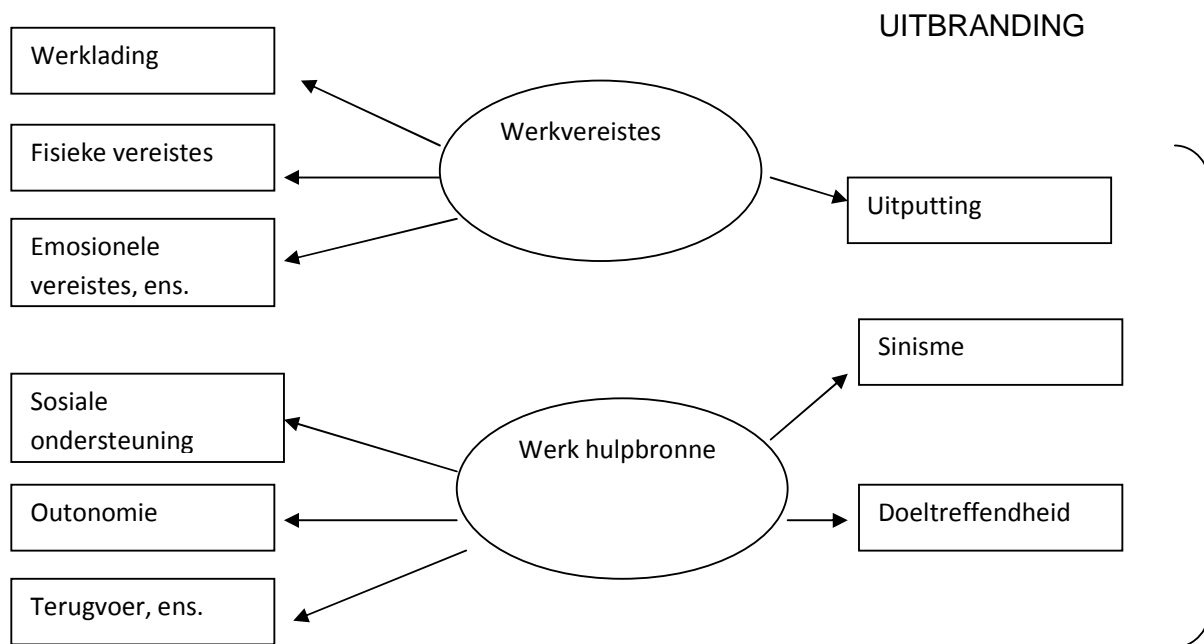 UITBRANDING
Werklading
Fisieke vereistes
Emosionele
vereistes, ens.
Werkvereistes
Uitputting
Sosiale
ondersteuning
Outonomie
Terugvoer, ens.
Werk hulpbronne
Sinisme
Doeltreffendheid